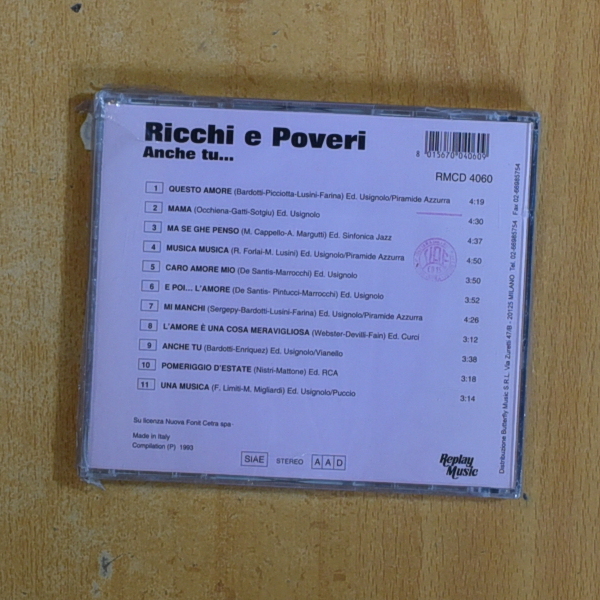 Ricchi e Poveri
Anche tu...
8 015670 040609
RMCD 4060
1 QUESTO AMORE (Bardotti-Picciotta-Lusini-Farina) Ed. Usignolo/Piramide Azzurra 4:19
2 MAMA (Occhiena-Gatti-Sotgiu) Ed. Usignolo 4:30
3 MA SE GHE PENSO (M. Cappello-A. Margutti) Ed. Sinfonica Jazz 4:37
4 MUSICA MUSICA (R. Forlai-M. Lusini) Ed. Usignolo/Piramide Azzurra 4:50
5 CARO AMORE MIO (De Santis-Marrocchi) Ed. Usignolo 3:50
6 E POI... L'AMORE (De Santis- Pintucci-Marrocchi) Ed. Usignolo 3:52
7 MI MANCHI (Sergepy-Bardotti-Lusini-Farina) Ed. Usignolo/Piramide Azzurra 4:26
8 L'AMORE È UNA COSA MERAVIGLIOSA (Webster-Devilli-Fain) Ed. Curci 3:12
9 ANCHE TU (Bardotti-Enriquez) Ed. Usignolo/Vianello 3:38
10 POMERIGGIO D'ESTATE (Nistri-Mattone) Ed. RCA 3:18
11 UNA MUSICA (F. Limiti-M. Migliardi) Ed. Usignolo/Puccio 3:14
Su licenza Nuova Fonit Cetra spa
Made in Italy
Compilation (P) 1993
SIAE STEREO AAD
Replay Music
Distribuzione Butterfly Music S.R.L. Via Zuretti 47/B - 20125 MILANO Tel. 02-66985754 Fax 02-66985754